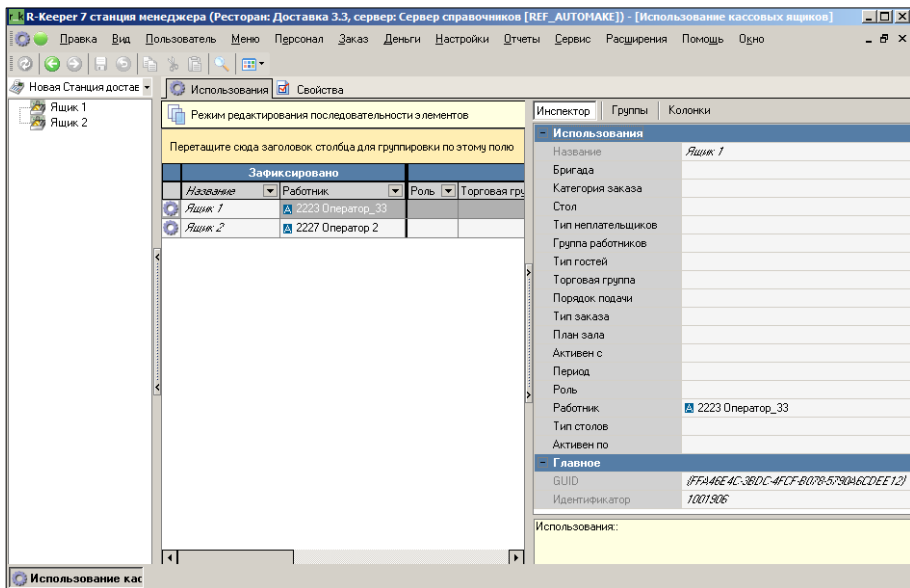 R-Keeper 7 станция менеджера (Ресторан: Доставка 3.3, сервер: Сервер справочников [REF_AUTOMAKE]) - [Использование кассовых ящиков]
Правка Вид Пользователь Меню Персонал Заказ Деньги Настройки Отчеты Сервис Расширения Помощь Окно
Новая Станция достав
Ящик 1
Ящик 2
Использования Свойства
Режим редактирования последовательности элементов
Перетащите сюда заголовок столбца для группировки по этому полю
Зафиксировано
Название Работник Роль Торговая гру
Ящик 1 2223 Оператор_33
Ящик 2 2227 Оператор 2
Инспектор Группы Колонки
Использования
Название Ящик 1
Бригада
Категория заказа
Стол
Тип неплательщиков
Группа работников
Тип гостей
Торговая группа
Порядок подачи
Тип заказа
План зала
Активен с
Период
Роль
Работник 2223 Оператор_33
Тип столов
Активен по
Главное
GUID {FFA46E4C-3BDC-4FCF-B078-5790A6CDEE12}
Идентификатор 1001906
Использования::
Использование кас